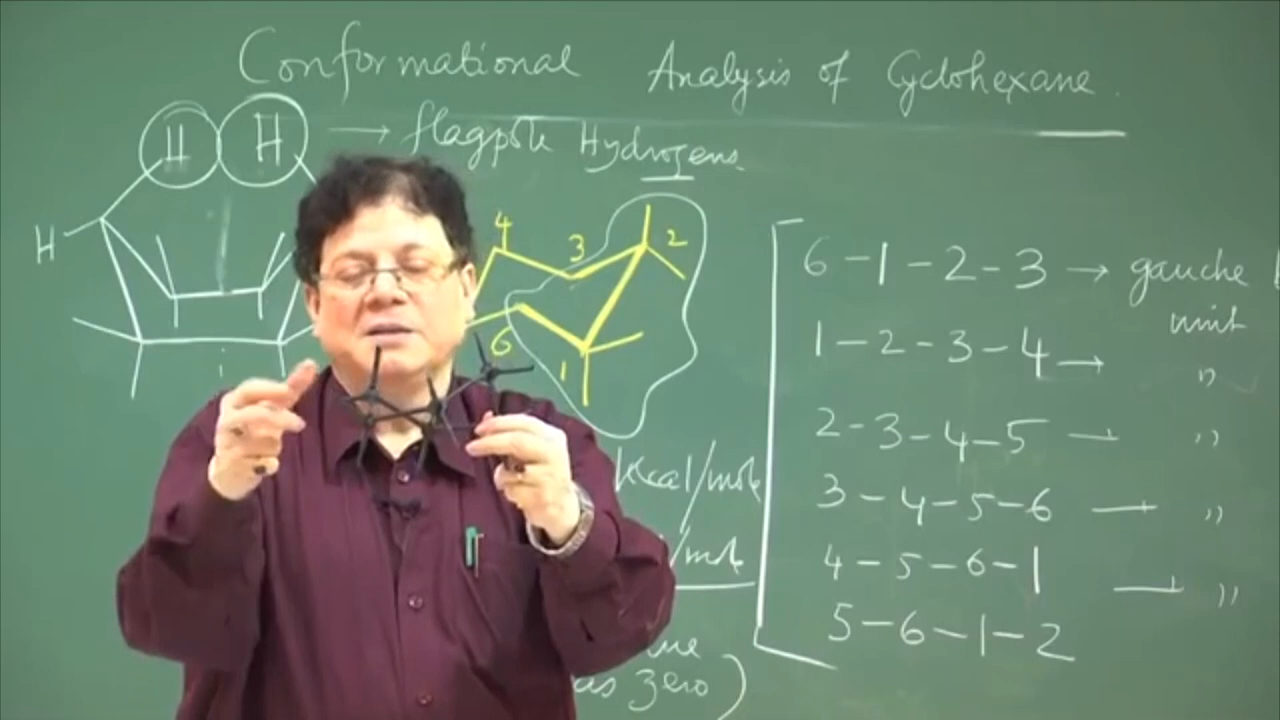 Conformational Analysis of Cyclohexane
H H → flagpole Hydrogens
H
4
3
2
6
1
6-1-2-3 → gauche
unit
1-2-3-4 → ,,
2-3-4-5 → ,,
3-4-5-6 → ,,
4-5-6-1 → ,,
5-6-1-2
Kcal/mole
/mole
as zero)